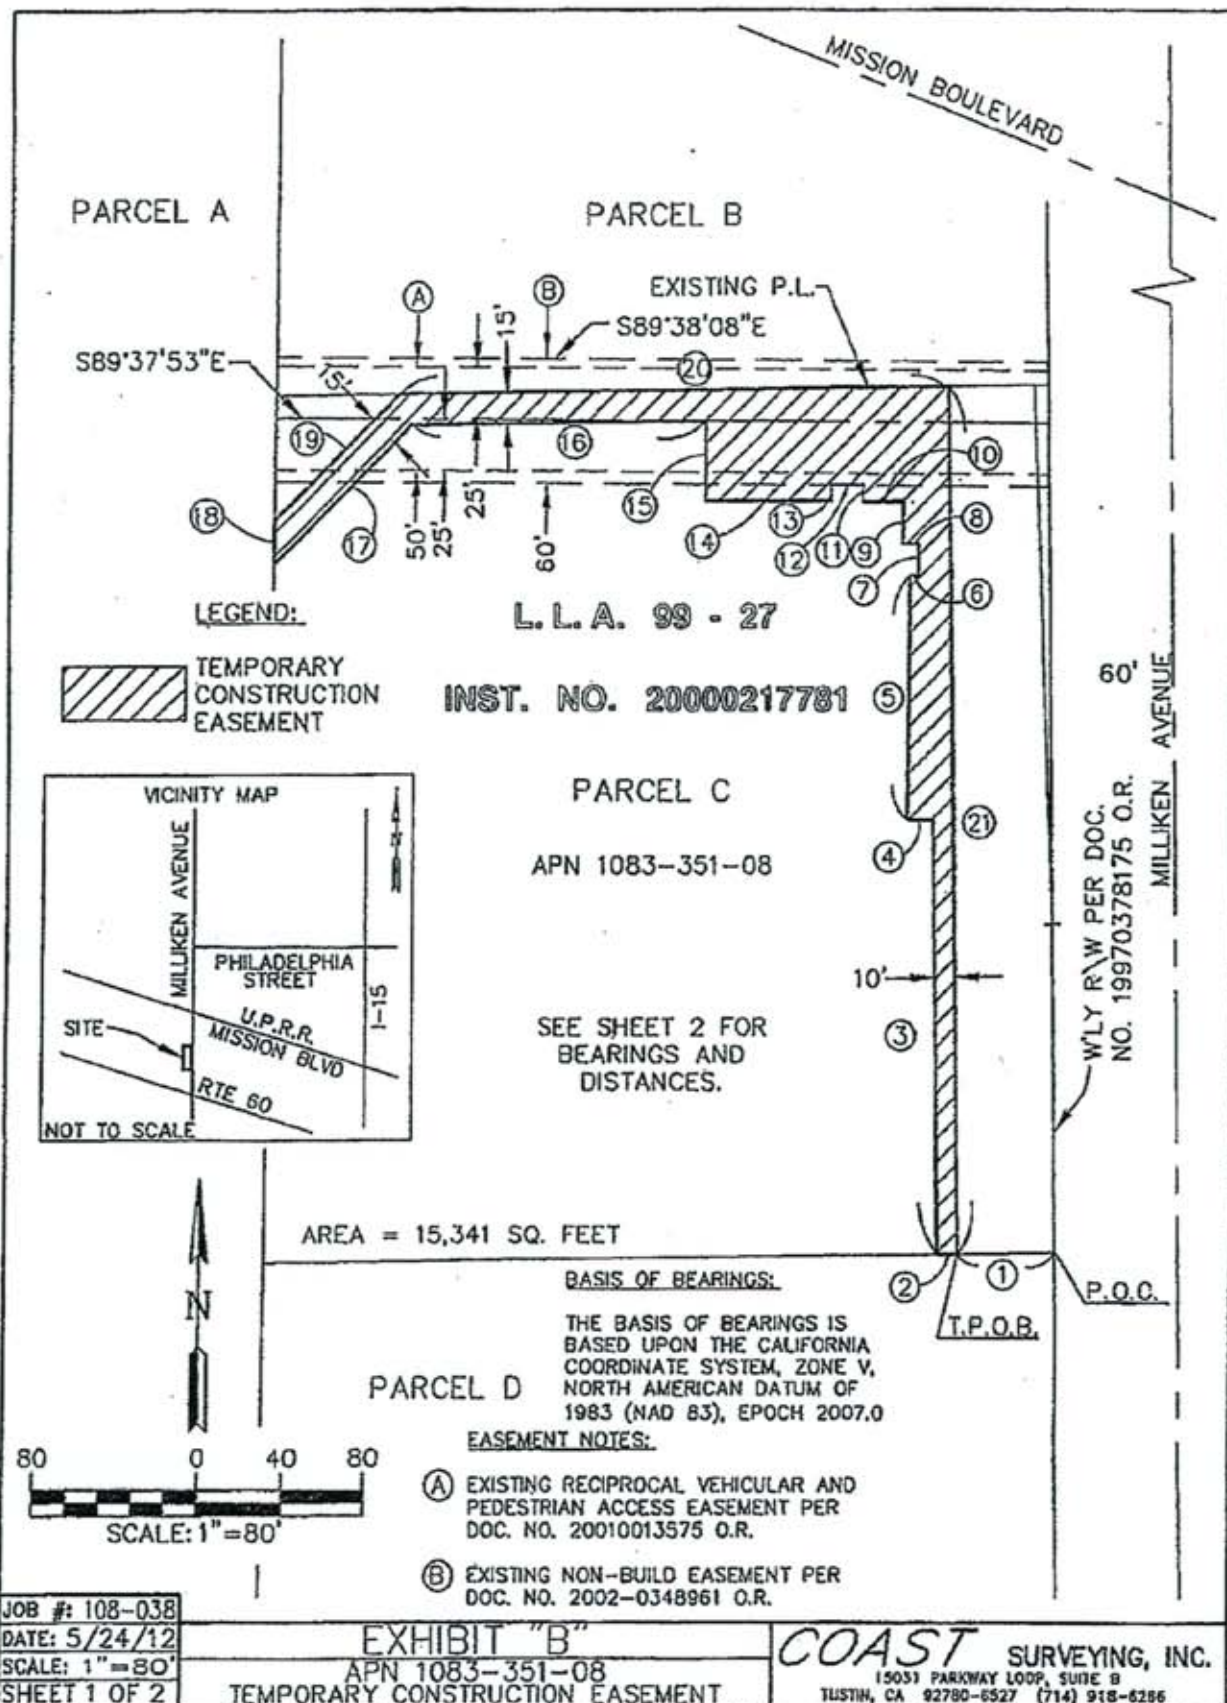 MISSION BOULEVARD
PARCEL A
PARCEL B
EXISTING P.L.
A
B
15'
S89°38'08"E
S89°37'53"E
20
15'
19
16
10
15
25'
18
17
50'
25'
60'
14
13
12
11
9
8
7
6
LEGEND:
TEMPORARY
CONSTRUCTION
EASEMENT
L.L.A. 99 - 27
INST. NO. 20000217781
5
60'
MILLIKEN AVENUE
PARCEL C
APN 1083-351-08
4
21
W'LY R\W PER DOC.
NO. 19970378175 O.R.
VICINITY MAP
MILLIKEN AVENUE
N
PHILADELPHIA
STREET
I-15
U.P.R.R.
MISSION BLVD
SITE
RTE 60
NOT TO SCALE
10'
3
SEE SHEET 2 FOR
BEARINGS AND
DISTANCES.
AREA = 15,341 SQ. FEET
2
1
P.O.C.
T.P.O.B.
BASIS OF BEARINGS:
THE BASIS OF BEARINGS IS
BASED UPON THE CALIFORNIA
COORDINATE SYSTEM, ZONE V,
NORTH AMERICAN DATUM OF
1983 (NAD 83), EPOCH 2007.0
N
PARCEL D
EASEMENT NOTES:
A EXISTING RECIPROCAL VEHICULAR AND
PEDESTRIAN ACCESS EASEMENT PER
DOC. NO. 20010013575 O.R.
B EXISTING NON-BUILD EASEMENT PER
DOC. NO. 2002-0348961 O.R.
80 0 40 80
SCALE: 1"=80'
JOB #: 108-038
DATE: 5/24/12
SCALE: 1"=80'
SHEET 1 OF 2
EXHIBIT "B"
APN 1083-351-08
TEMPORARY CONSTRUCTION EASEMENT
COAST SURVEYING, INC.
15031 PARKWAY LOOP, SUITE B
TUSTIN, CA 92780-6527 (714) 918-6266